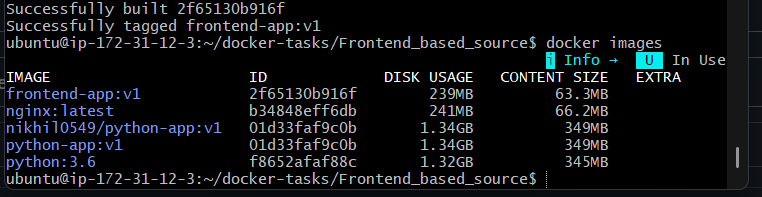 Successfully built 2f65130b916f
Successfully tagged frontend-app:v1
ubuntu@ip-172-31-12-3:~/docker-tasks/Frontend_based_source$ docker images
i Info → U In Use
IMAGE ID DISK USAGE CONTENT SIZE EXTRA
frontend-app:v1 2f65130b916f 239MB 63.3MB
nginx:latest b34848eff6db 241MB 66.2MB
nikhil0549/python-app:v1 01d33faf9c0b 1.34GB 349MB
python-app:v1 01d33faf9c0b 1.34GB 349MB
python:3.6 f8652afaf88c 1.32GB 345MB
ubuntu@ip-172-31-12-3:~/docker-tasks/Frontend_based_source$